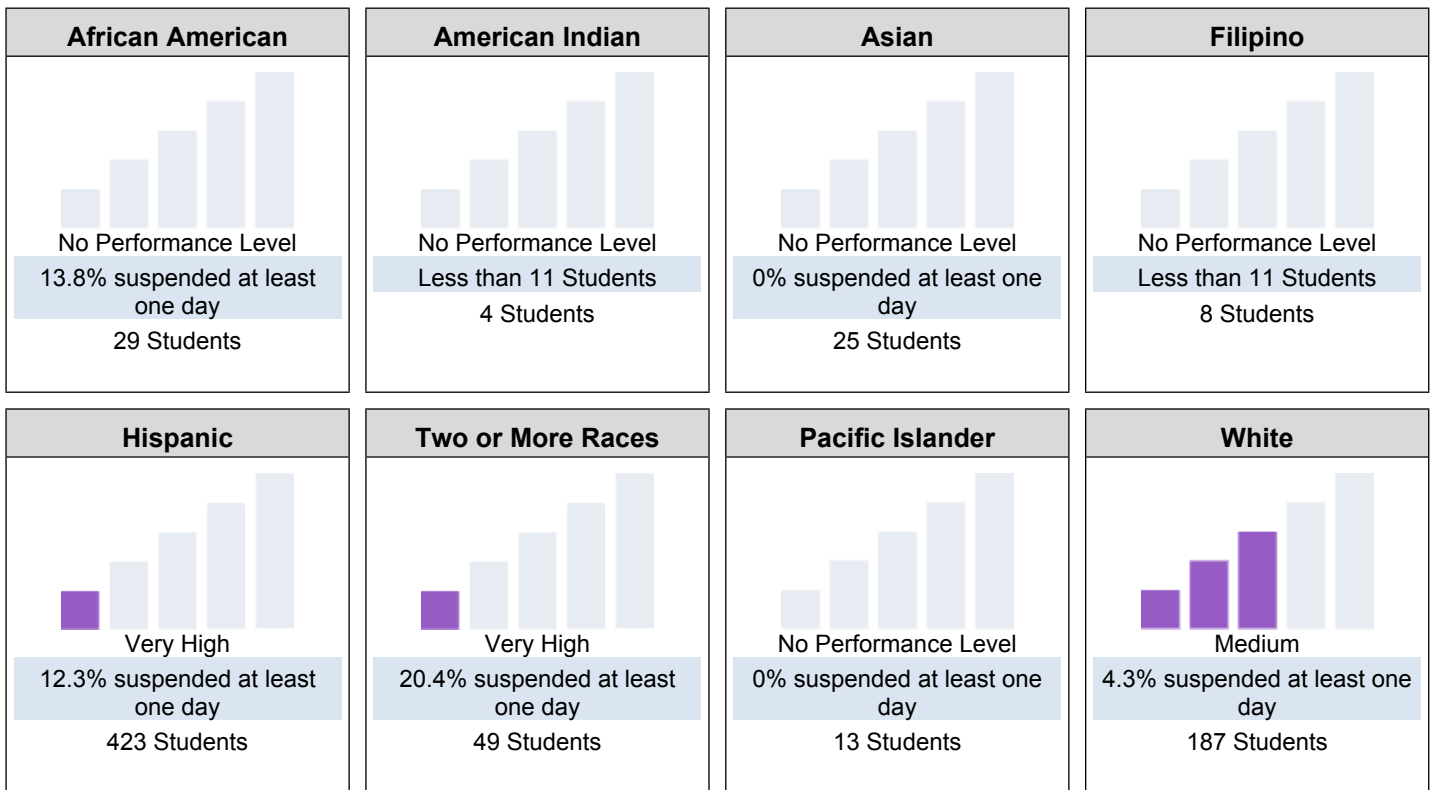 African American
No Performance Level
13.8% suspended at least
one day
29 Students
American Indian
No Performance Level
Less than 11 Students
4 Students
Asian
No Performance Level
0% suspended at least one
day
25 Students
Filipino
No Performance Level
Less than 11 Students
8 Students
Hispanic
Very High
12.3% suspended at least
one day
423 Students
Two or More Races
Very High
20.4% suspended at least
one day
49 Students
Pacific Islander
No Performance Level
0% suspended at least one
day
13 Students
White
Medium
4.3% suspended at least one
day
187 Students